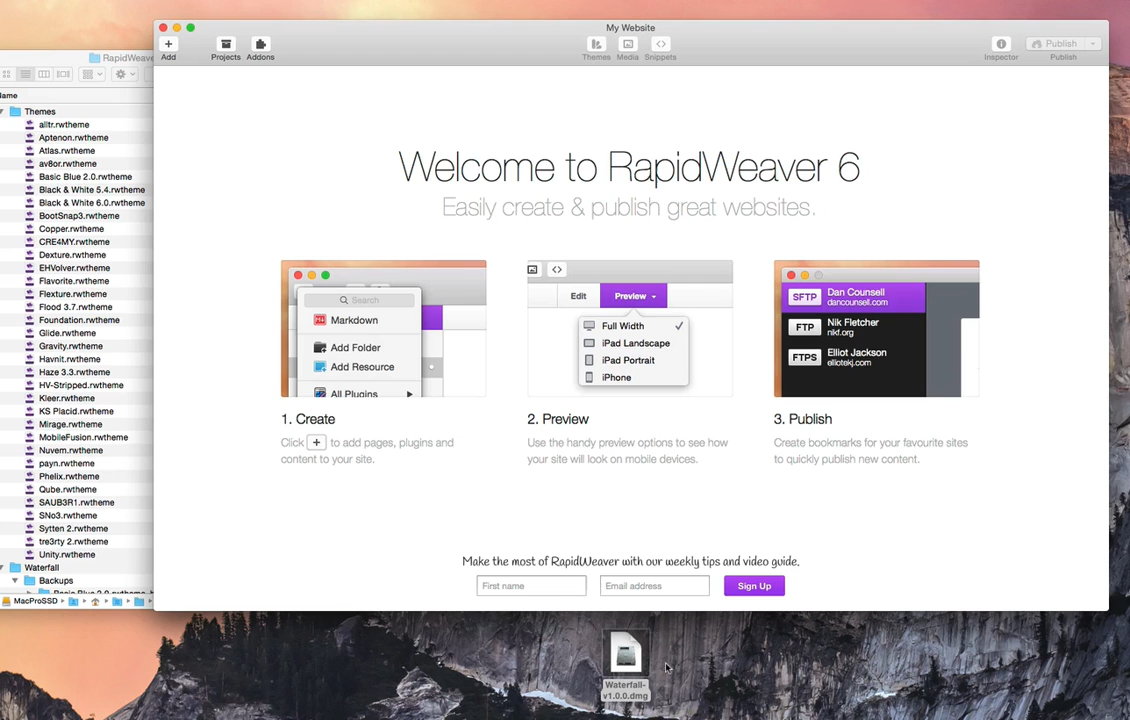 My Website
Add
Projects
Addons
Themes
Media
Snippets
Inspector
Publish
Publish
Name
Themes
alltr.rwtheme
Aptenon.rwtheme
Atlas.rwtheme
av8or.rwtheme
Basic Blue 2.0.rwtheme
Black & White 5.4.rwtheme
Black & White 6.0.rwtheme
BootSnap3.rwtheme
Copper.rwtheme
CRE4MY.rwtheme
Dexture.rwtheme
EHVolver.rwtheme
Flavorite.rwtheme
Flexture.rwtheme
Flood 3.7.rwtheme
Foundation.rwtheme
Glide.rwtheme
Gravity.rwtheme
Havnit.rwtheme
Haze 3.3.rwtheme
HV-Stripped.rwtheme
Kleer.rwtheme
KS Placid.rwtheme
Mirage.rwtheme
MobileFusion.rwtheme
Nuvem.rwtheme
payn.rwtheme
Phelix.rwtheme
Qube.rwtheme
SAUB3R1.rwtheme
SNo3.rwtheme
Sytten 2.rwtheme
tre3rty 2.rwtheme
Unity.rwtheme
Waterfall
Backups
MacProSSD
Welcome to RapidWeaver 6
Easily create & publish great websites.
Search
Markdown
Add Folder
Add Resource
All Plugins
1. Create
Click + to add pages, plugins and
content to your site.
Edit
Preview
Full Width
iPad Landscape
iPad Portrait
iPhone
2. Preview
Use the handy preview options to see how
your site will look on mobile devices.
SFTP
Dan Counsell
dancounsell.com
FTP
Nik Fletcher
nikf.org
FTPS
Elliot Jackson
elliotekj.com
3. Publish
Create bookmarks for your favourite sites
to quickly publish new content.
Make the most of RapidWeaver with our weekly tips and video guide.
First name
Email address
Sign Up
Waterfall-
v1.0.0.dmg